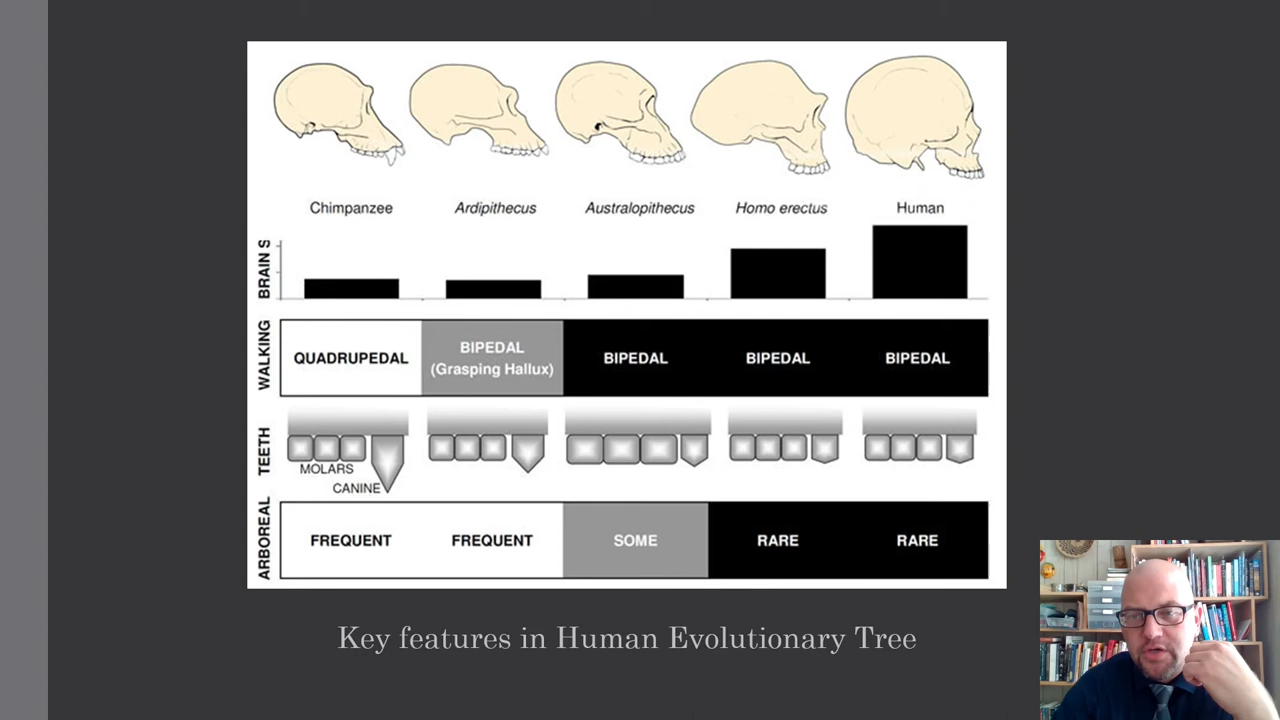 Chimpanzee
Ardipithecus
Australopithecus
Homo erectus
Human
BRAIN S
WALKING
QUADRUPEDAL
BIPEDAL
(Grasping Hallux)
BIPEDAL
BIPEDAL
BIPEDAL
TEETH
MOLARS
CANINE
ARBOREAL
FREQUENT
FREQUENT
SOME
RARE
RARE
Key features in Human Evolutionary Tree